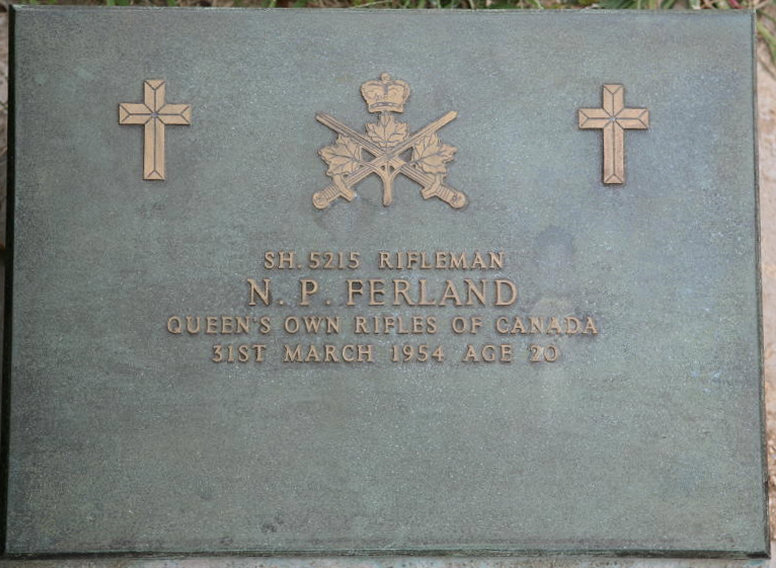 SH. 5215 RIFLEMAN
N. P. FERLAND
QUEEN'S OWN RIFLES OF CANADA
31ST MARCH 1954 AGE 20